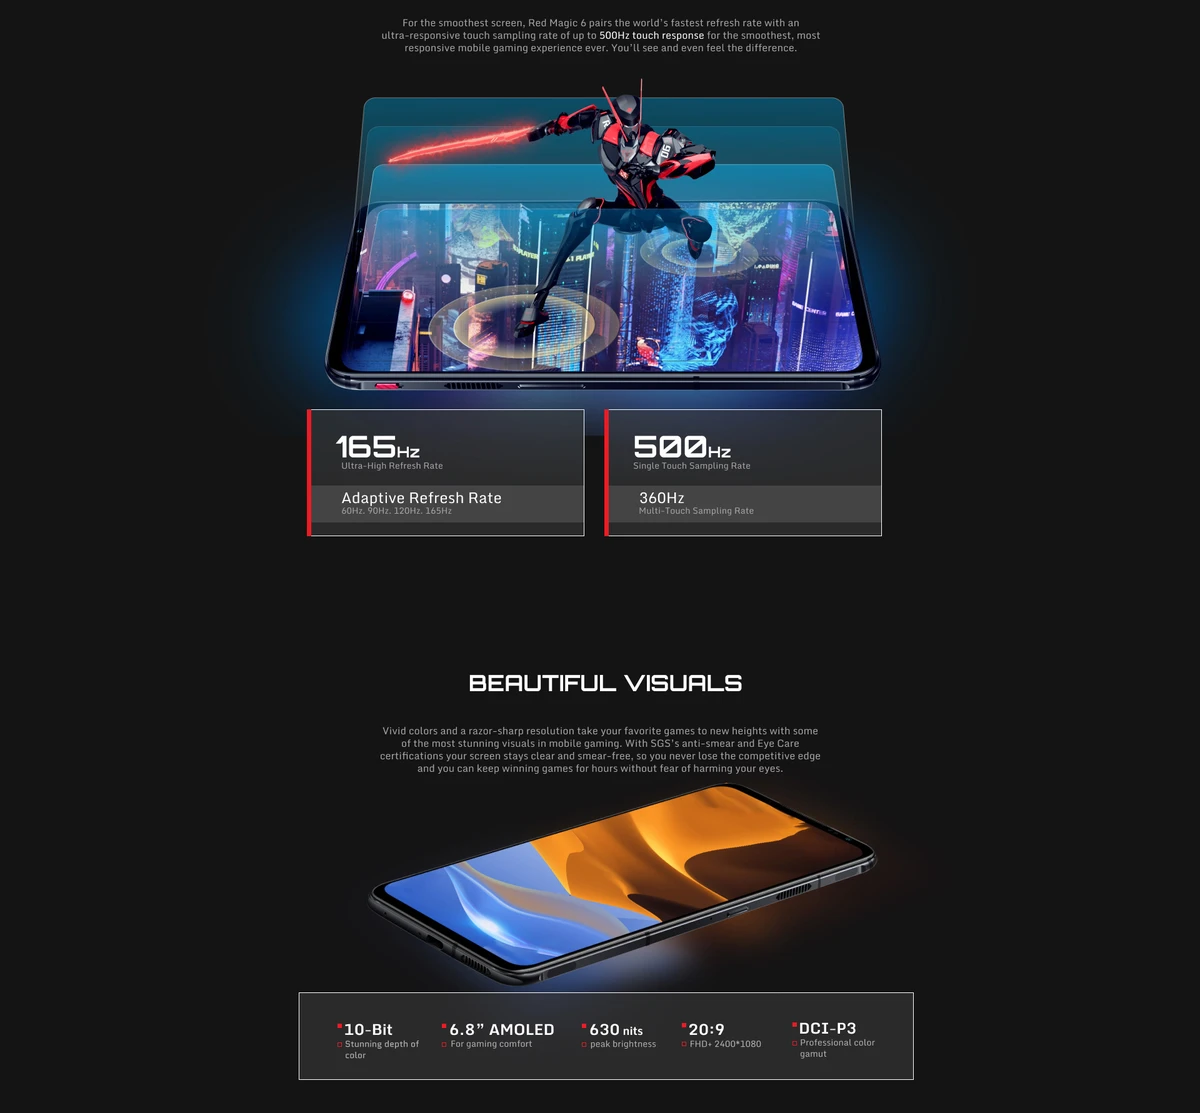 For the smoothest screen, Red Magic 6 pairs the world's fastest refresh rate with an
ultra-responsive touch sampling rate of up to 500Hz touch response for the smoothest, most
responsive mobile gaming experience ever. You'll see and even feel the difference.
06
165Hz
Ultra-High Refresh Rate
Adaptive Refresh Rate
60Hz. 90Hz. 120Hz. 165Hz
500Hz
Single Touch Sampling Rate
360Hz
Multi-Touch Sampling Rate
BEAUTIFUL VISUALS
Vivid colors and a razor-sharp resolution take your favorite games to new heights with some
of the most stunning visuals in mobile gaming. With SGS's anti-smear and Eye Care
certifications your screen stays clear and smear-free, so you never lose the competitive edge
and you can keep winning games for hours without fear of harming your eyes.
10-Bit
Stunning depth of
color
6.8” AMOLED
For gaming comfort
630 nits
peak brightness
20:9
FHD+ 2400*1080
DCI-P3
Professional color
gamut